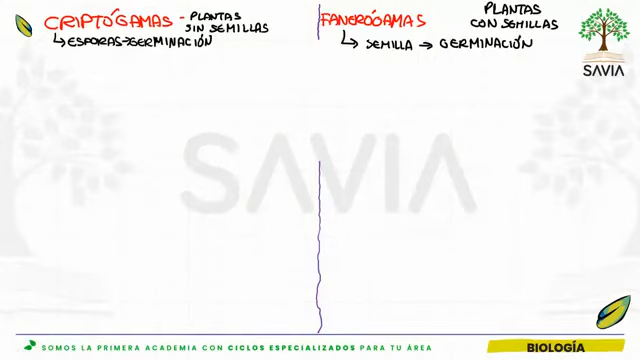 CRIPTÓGAMAS - PLANTAS
SIN SEMILLAS
↳ ESPORAS → GERMINACIÓN
FANERÓGAMAS
PLANTAS
CON SEMILLAS
↳ SEMILLA → GERMINACIÓN
SAVIA
SAVIA
SOMOS LA PRIMERA ACADEMIA CON CICLOS ESPECIALIZADOS PARA TU ÁREA
BIOLOGÍA